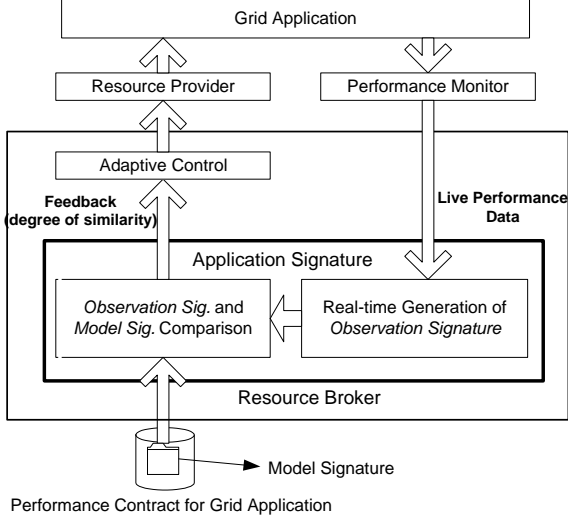 Grid Application
Resource Provider
Performance Monitor
Adaptive Control
Feedback
(degree of similarity)
Live Performance
Data
Application Signature
Observation Sig. and
Model Sig. Comparison
Real-time Generation of
Observation Signature
Resource Broker
Model Signature
Performance Contract for Grid Application